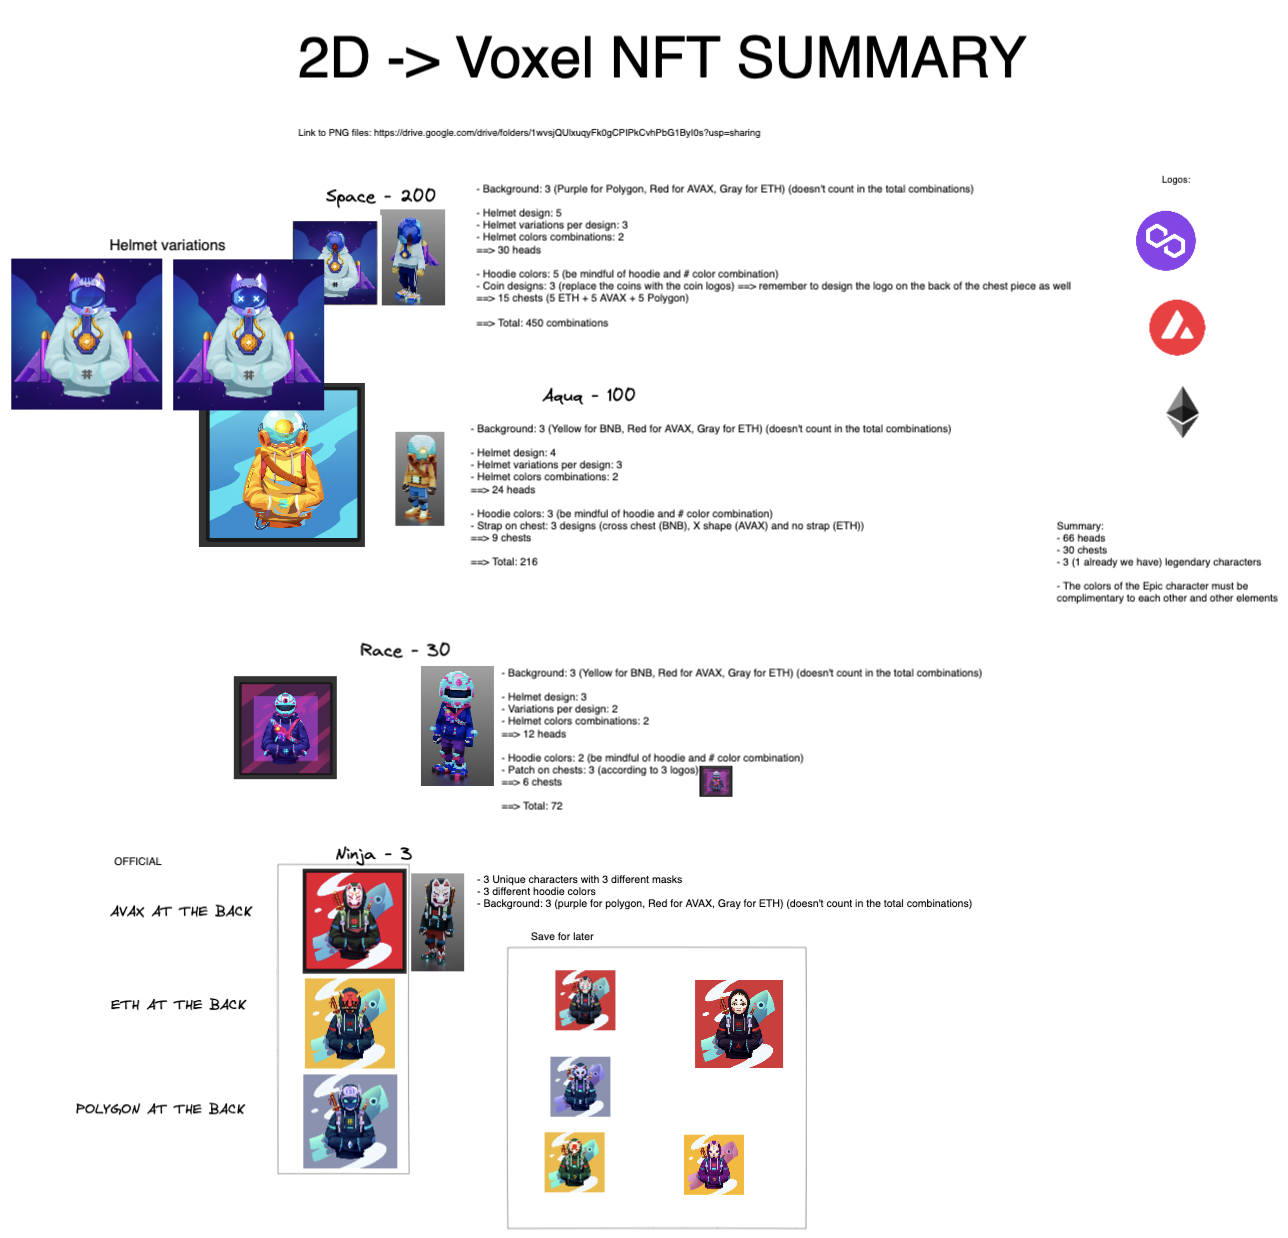 2D -> Voxel NFT SUMMARY
Link to PNG files: https://drive.google.com/drive/folders/1wvsjQUlxuqyFk0gCPIPkCvhPbG1ByI0s?usp=sharing
Space - 200
- Background: 3 (Purple for Polygon, Red for AVAX, Gray for ETH) (doesn't count in the total combinations)
- Helmet design: 5
- Helmet variations per design: 3
- Helmet colors combinations: 2
==> 30 heads
- Hoodie colors: 5 (be mindful of hoodie and # color combination)
- Coin designs: 3 (replace the coins with the coin logos) ==> remember to design the logo on the back of the chest piece as well
==> 15 chests (5 ETH + 5 AVAX + 5 Polygon)
==> Total: 450 combinations
Helmet variations
Logos:
Aqua - 100
- Background: 3 (Yellow for BNB, Red for AVAX, Gray for ETH) (doesn't count in the total combinations)
- Helmet design: 4
- Helmet variations per design: 3
- Helmet colors combinations: 2
==> 24 heads
- Hoodie colors: 3 (be mindful of hoodie and # color combination)
- Strap on chest: 3 designs (cross chest (BNB), X shape (AVAX) and no strap (ETH))
==> 9 chests
==> Total: 216
Summary:
- 66 heads
- 30 chests
- 3 (1 already we have) legendary characters
- The colors of the Epic character must be
complimentary to each other and other elements
Race - 30
- Background: 3 (Yellow for BNB, Red for AVAX, Gray for ETH) (doesn't count in the total combinations)
- Helmet design: 3
- Variations per design: 2
- Helmet colors combinations: 2
==> 12 heads
- Hoodie colors: 2 (be mindful of hoodie and # color combination)
- Patch on chests: 3 (according to 3 logos)
==> 6 chests
==> Total: 72
Ninja - 3
OFFICIAL
- 3 Unique characters with 3 different masks
- 3 different hoodie colors
- Background: 3 (purple for polygon, Red for AVAX, Gray for ETH) (doesn't count in the total combinations)
AVAX AT THE BACK
Save for later
ETH AT THE BACK
POLYGON AT THE BACK